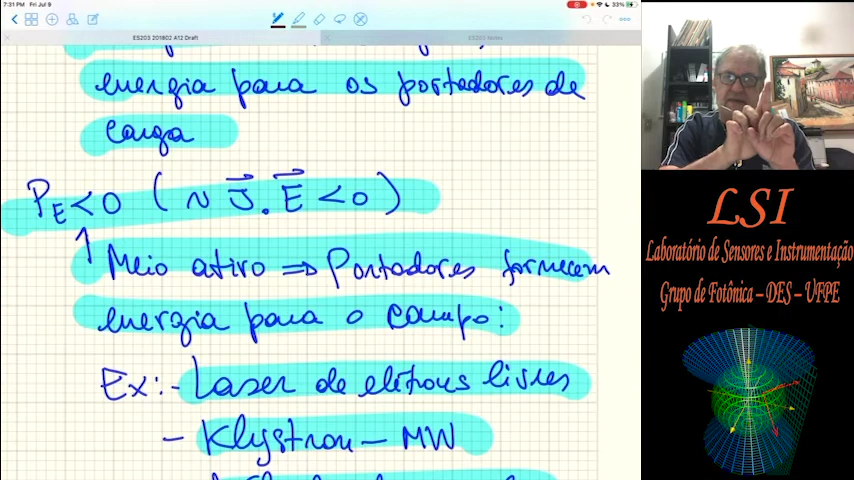 7:31 PM Fri Jul 9
33%
ES203 201802 A12 Draft
ES203 Notes
energia para os portadores de
carga
P_E < 0 ( ~ J⃗ . E⃗ < 0 )
↑ Meio ativo ⇒ Portadores fornecem
energia para o campo:
Ex: - Laser de elétrons livres
- Klystron - MW
LSI
Laboratório de Sensores e Instrumentação
Grupo de Fotônica – DES – UFPE